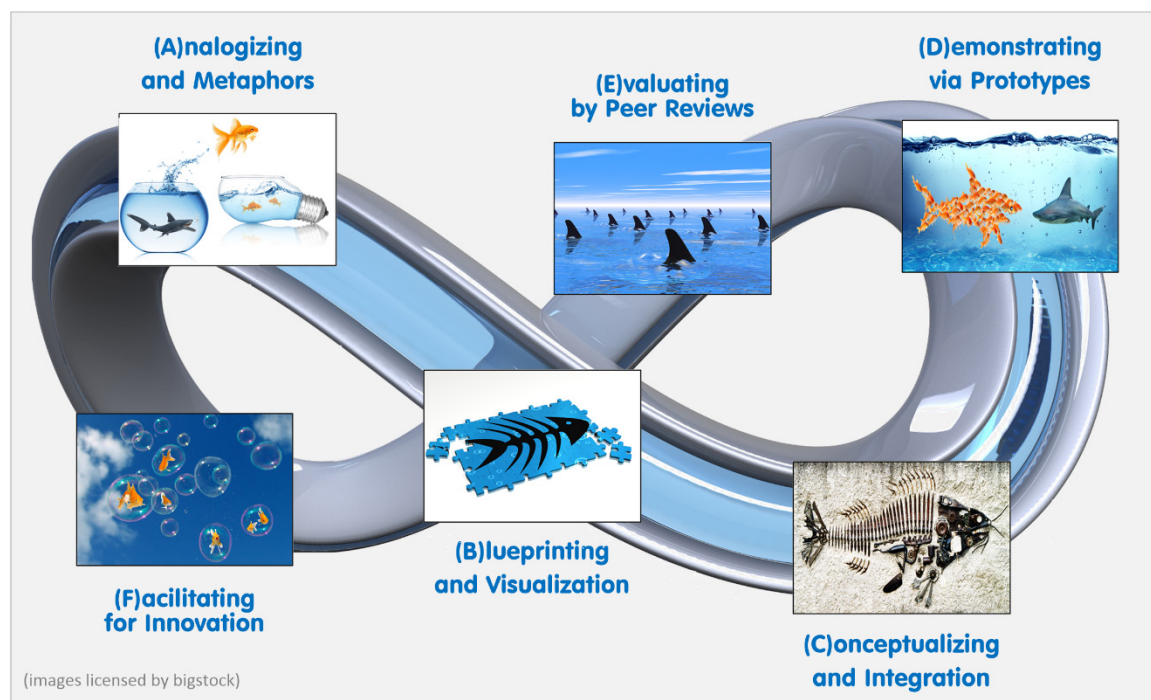 (A)nalogizing
and Metaphors
(B)lueprinting
and Visualization
(C)onceptualizing
and Integration
(D)emonstrating
via Prototypes
(E)valuating
by Peer Reviews
(F)acilitating
for Innovation
(images licensed by bigstock)